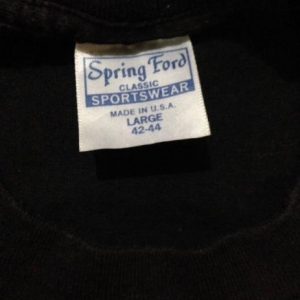 Spring Ford
CLASSIC
SPORTSWEAR
MADE IN U.S.A.
LARGE
42-44